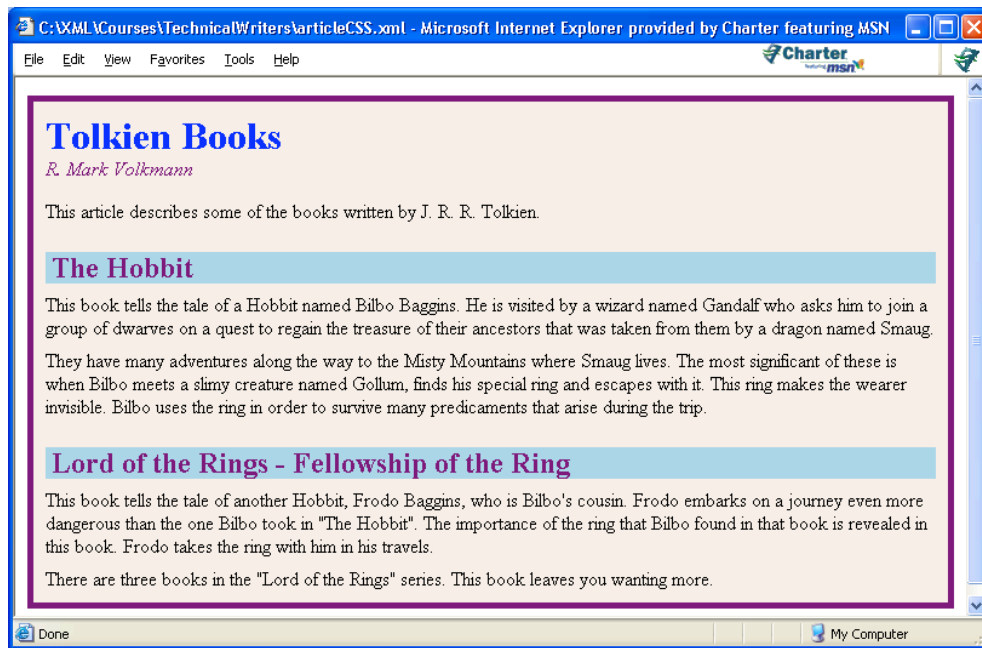 C:\XML\Courses\TechnicalWriters\articleCSS.xml - Microsoft Internet Explorer provided by Charter featuring MSN
File Edit View Favorites Tools Help
Charter
featuring msn
Tolkien Books
R. Mark Volkmann
This article describes some of the books written by J. R. R. Tolkien.
The Hobbit
This book tells the tale of a Hobbit named Bilbo Baggins. He is visited by a wizard named Gandalf who asks him to join a
group of dwarves on a quest to regain the treasure of their ancestors that was taken from them by a dragon named Smaug.
They have many adventures along the way to the Misty Mountains where Smaug lives. The most significant of these is
when Bilbo meets a slimy creature named Gollum, finds his special ring and escapes with it. This ring makes the wearer
invisible. Bilbo uses the ring in order to survive many predicaments that arise during the trip.
Lord of the Rings - Fellowship of the Ring
This book tells the tale of another Hobbit, Frodo Baggins, who is Bilbo's cousin. Frodo embarks on a journey even more
dangerous than the one Bilbo took in "The Hobbit". The importance of the ring that Bilbo found in that book is revealed in
this book. Frodo takes the ring with him in his travels.
There are three books in the "Lord of the Rings" series. This book leaves you wanting more.
Done My Computer